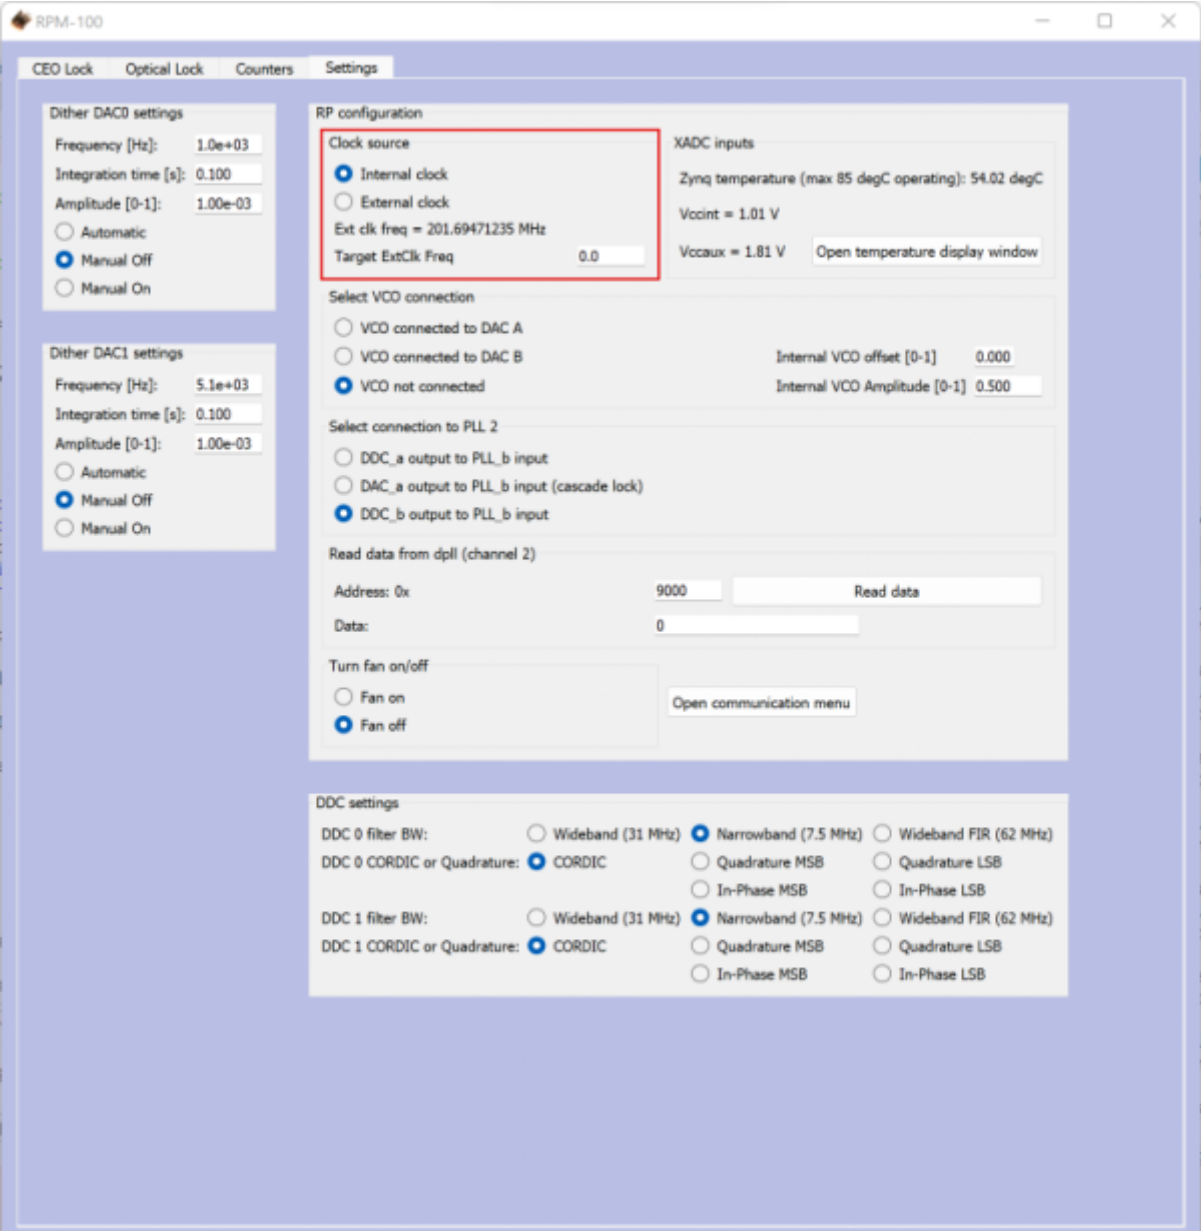 RPM-100
CEO Lock Optical Lock Counters Settings
Dither DAC0 settings
Frequency [Hz]: 1.0e+03
Integration time [s]: 0.100
Amplitude [0-1]: 1.00e-03
Automatic
Manual Off
Manual On
Dither DAC1 settings
Frequency [Hz]: 5.1e+03
Integration time [s]: 0.100
Amplitude [0-1]: 1.00e-03
Automatic
Manual Off
Manual On
RP configuration
Clock source
Internal clock
External clock
Ext clk freq = 201.69471235 MHz
Target ExtClk Freq 0.0
XADC inputs
Zynq temperature (max 85 degC operating): 54.02 degC
Vccint = 1.01 V
Vccaux = 1.81 V Open temperature display window
Select VCO connection
VCO connected to DAC A
VCO connected to DAC B Internal VCO offset [0-1] 0.000
VCO not connected Internal VCO Amplitude [0-1] 0.500
Select connection to PLL 2
DDC_a output to PLL_b input
DAC_a output to PLL_b input (cascade lock)
DDC_b output to PLL_b input
Read data from dpll (channel 2)
Address: 0x 9000 Read data
Data: 0
Turn fan on/off
Fan on
Fan off
Open communication menu
DDC settings
DDC 0 filter BW: Wideband (31 MHz) Narrowband (7.5 MHz) Wideband FIR (62 MHz)
DDC 0 CORDIC or Quadrature: CORDIC Quadrature MSB Quadrature LSB
In-Phase MSB In-Phase LSB
DDC 1 filter BW: Wideband (31 MHz) Narrowband (7.5 MHz) Wideband FIR (62 MHz)
DDC 1 CORDIC or Quadrature: CORDIC Quadrature MSB Quadrature LSB
In-Phase MSB In-Phase LSB